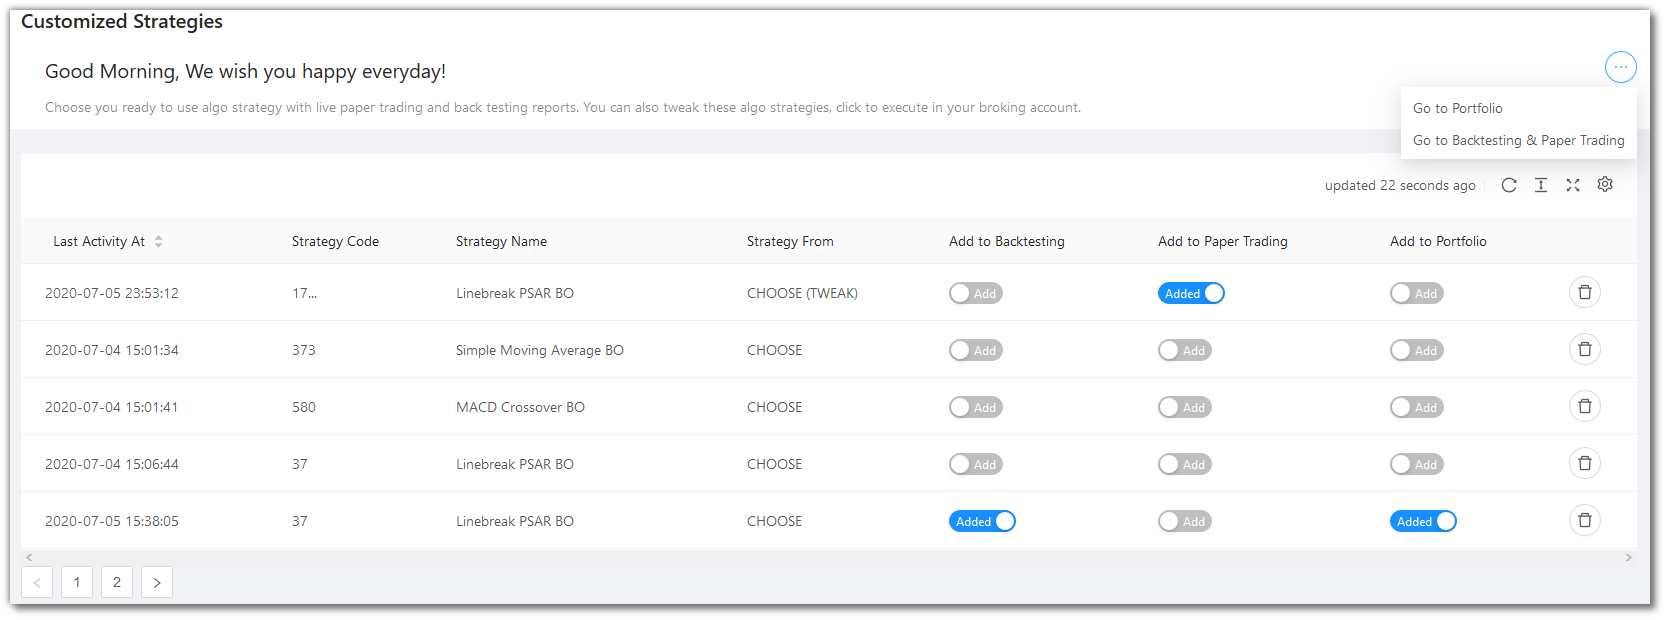 Customized Strategies
Good Morning, We wish you happy everyday!
Choose you ready to use algo strategy with live paper trading and back testing reports. You can also tweak these algo strategies, click to execute in your broking account.
Go to Portfolio
Go to Backtesting & Paper Trading
updated 22 seconds ago
Last Activity At Strategy Code Strategy Name Strategy From Add to Backtesting Add to Paper Trading Add to Portfolio
2020-07-05 23:53:12 17... Linebreak PSAR BO CHOOSE (TWEAK) Add Added Add
2020-07-04 15:01:34 373 Simple Moving Average BO CHOOSE Add Add Add
2020-07-04 15:01:41 580 MACD Crossover BO CHOOSE Add Add Add
2020-07-04 15:06:44 37 Linebreak PSAR BO CHOOSE Add Add Add
2020-07-05 15:38:05 37 Linebreak PSAR BO CHOOSE Added Add Added
< 1 2 >